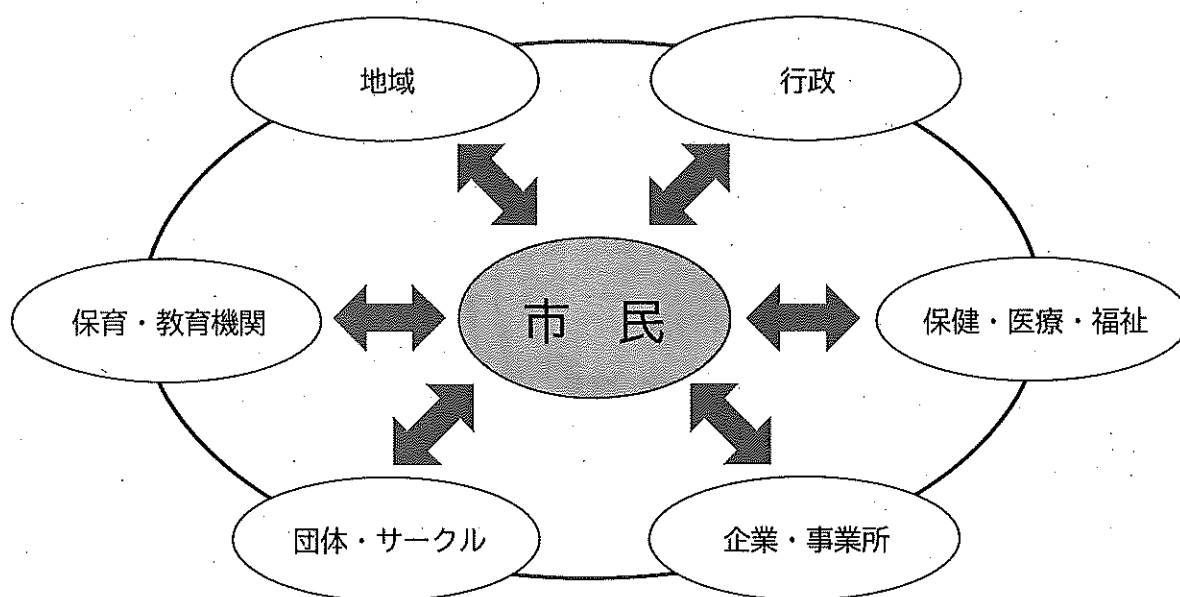 地域
行政
保育・教育機関
市 民
保健・医療・福祉
団体・サークル
企業・事業所